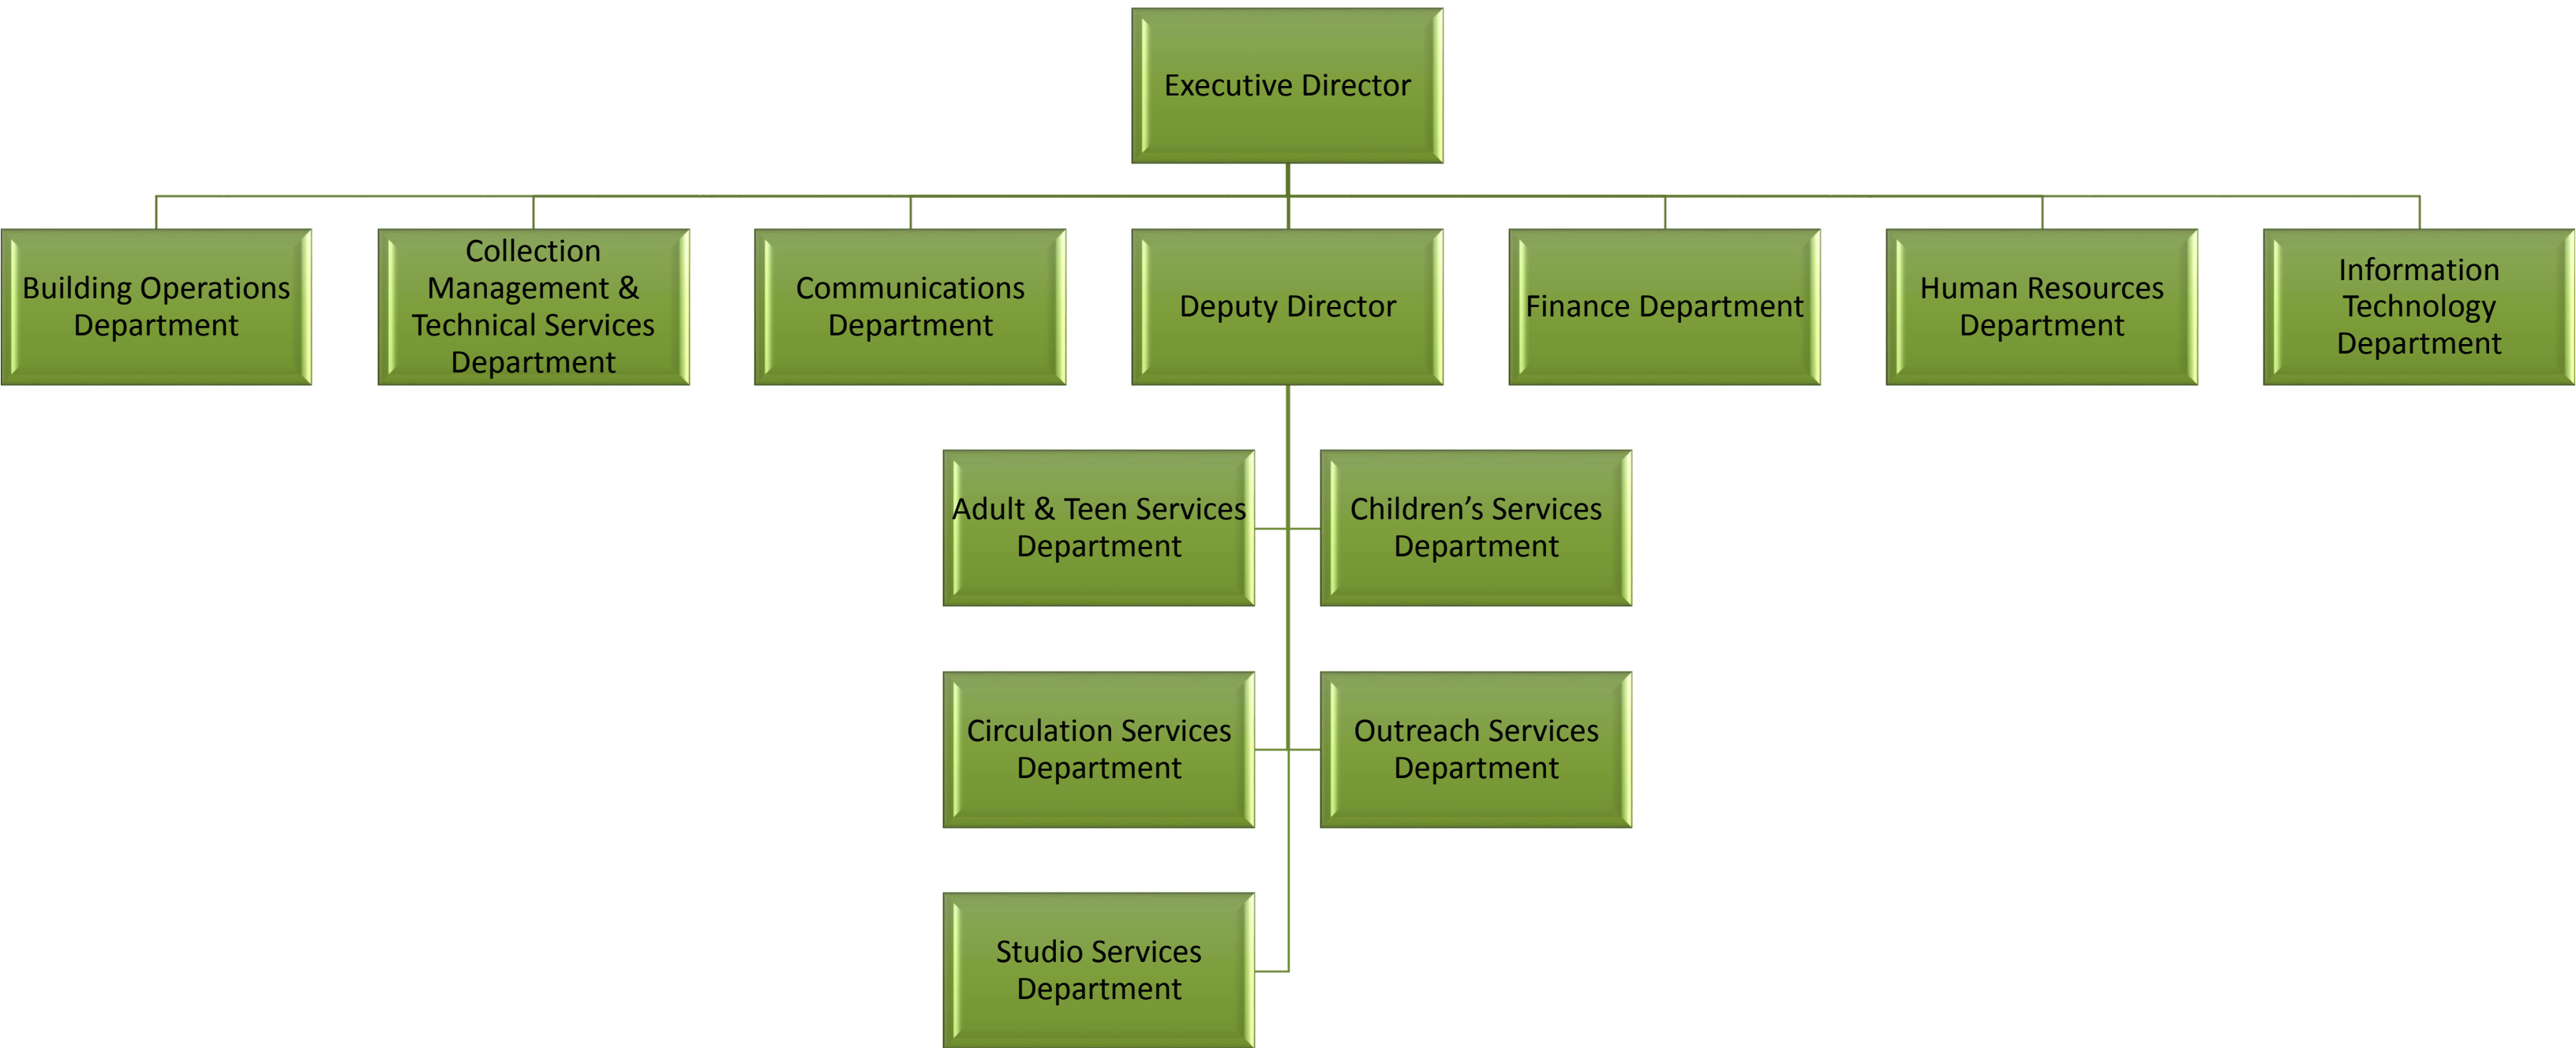 Executive Director
Building Operations
Department
Collection
Management &
Technical Services
Department
Communications
Department
Deputy Director
Finance Department
Human Resources
Department
Information
Technology
Department
Adult & Teen Services
Department
Children’s Services
Department
Circulation Services
Department
Outreach Services
Department
Studio Services
Department